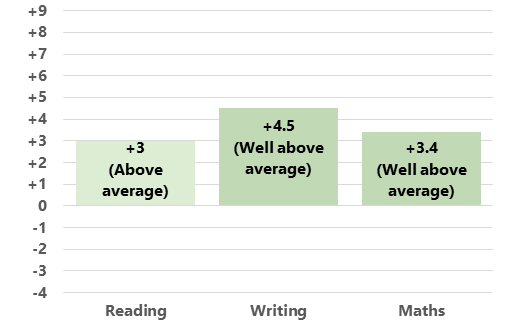 +9
+8
+7
+6
+5
+4
+3
+2
+1
0
-1
-2
-3
-4
+3
(Above
average)
+4.5
(Well above
average)
+3.4
(Well above
average)
Reading
Writing
Maths